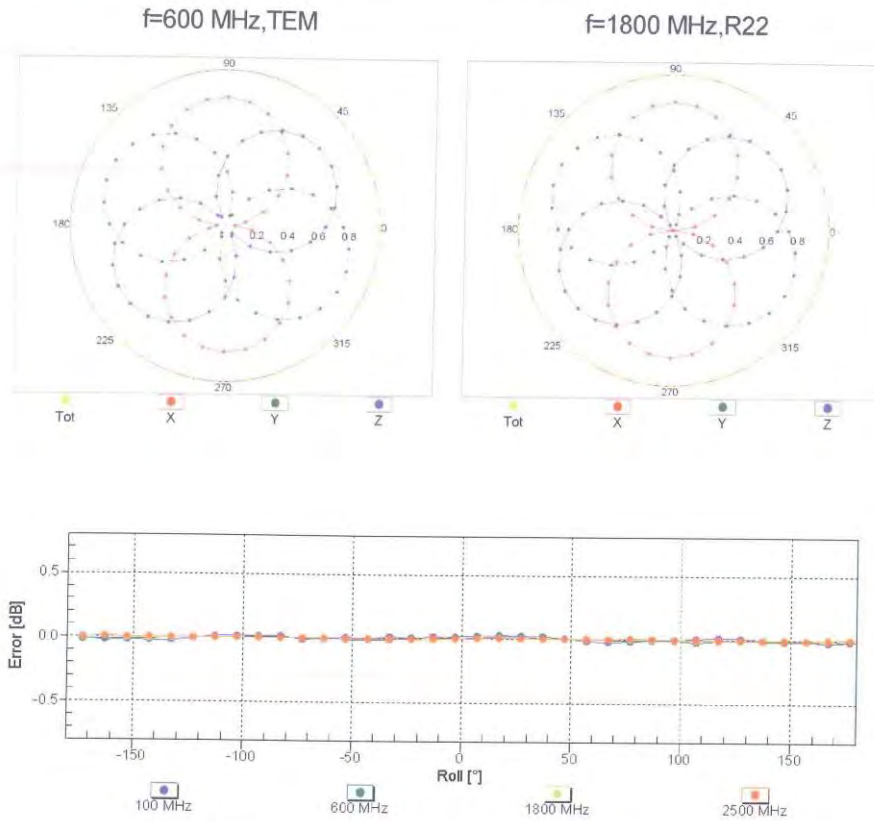 f=600 MHz,TEM
f=1800 MHz,R22
90
135
45
180
0.2 0.4 0.6 0.8
0
225
315
270
Tot X Y Z
90
135
45
180
0.2 0.4 0.6 0.8
0
225
315
270
Tot X Y Z
Error [dB]
0.5
0.0
-0.5
-150 -100 -50 0 50 100 150
Roll [°]
100 MHz 600 MHz 1800 MHz 2500 MHz